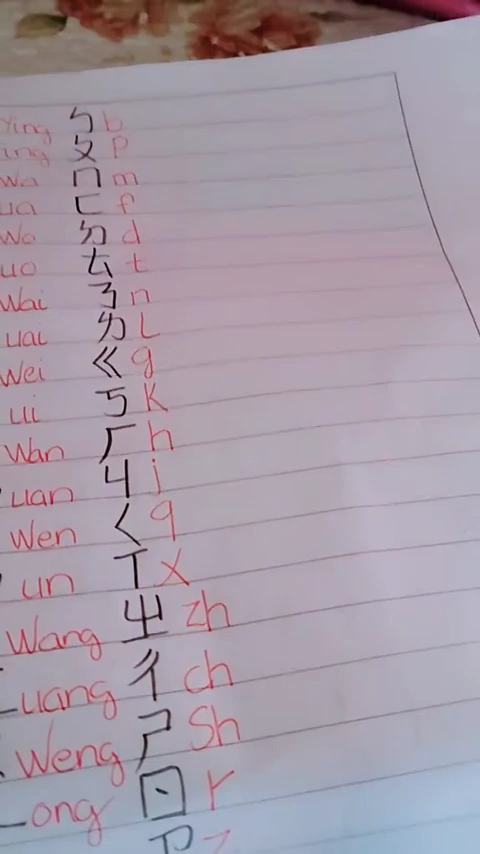 Ying ㄅ b
ing ㄆ p
Wa ㄇ m
ua ㄈ f
Wo ㄉ d
uo ㄊ t
Wai ㄋ n
uai ㄌ L
Wei ㄍ g
ui ㄎ K
Wan ㄏ h
uan ㄐ j
Wen ㄑ q
un ㄒ X
Wang ㄓ zh
uang ㄔ ch
Weng ㄕ Sh
ong ㄖ r
ㄗ z